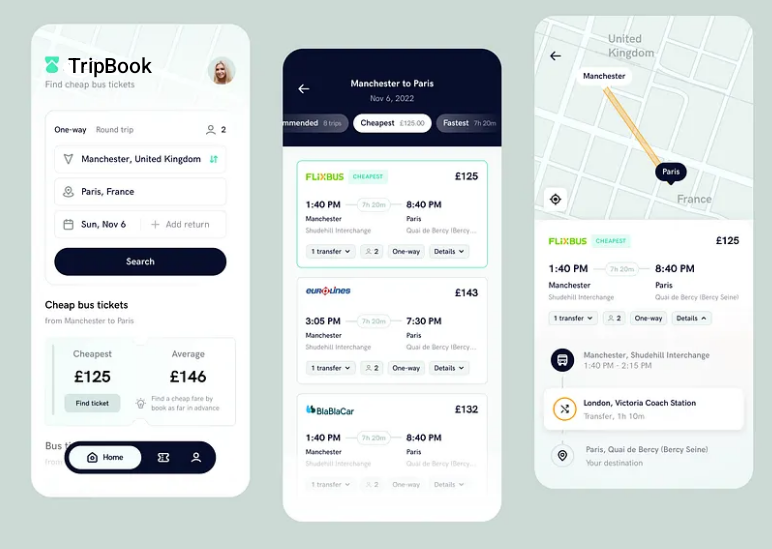 TripBook
Find cheap bus tickets
One-way Round trip 2
Manchester, United Kingdom
Paris, France
Sun, Nov 6 + Add return
Search
Cheap bus tickets
from Manchester to Paris
Cheapest Average
£125 £146
Find ticket
Find a cheap fare by
book as far in advance
Home
Manchester to Paris
Nov 6, 2022
mmended 8 trips Cheapest £125.00 Fastest 7h 20m
FLiXBUS CHEAPEST £125
1:40 PM 7h 20m 8:40 PM
Manchester Paris
Shudehill Interchange Quai de Bercy (Bercy...
1 transfer 2 One-way Details
eurolines £143
3:05 PM 7h 20m 7:30 PM
Manchester Paris
Shudehill Interchange Quai de Bercy (Bercy...
1 transfer 2 One-way Details
BlaBlaCar £132
1:40 PM 7h 20m 8:40 PM
Manchester Paris
Shudehill Interchange Quai de Bercy (Bercy...
1 transfer 2 One-way Details
United
Kingdom
Manchester
Paris
France
FLiXBUS CHEAPEST £125
1:40 PM 7h 20m 8:40 PM
Manchester Paris
Shudehill Interchange Quai de Bercy (Bercy Seine)
1 transfer 2 One-way Details
Manchester, Shudehill Interchange
1:40 PM - 2:15 PM
London, Victoria Coach Station
Transfer, 1h 10m
Paris, Quai de Bercy (Bercy Seine)
Your destination